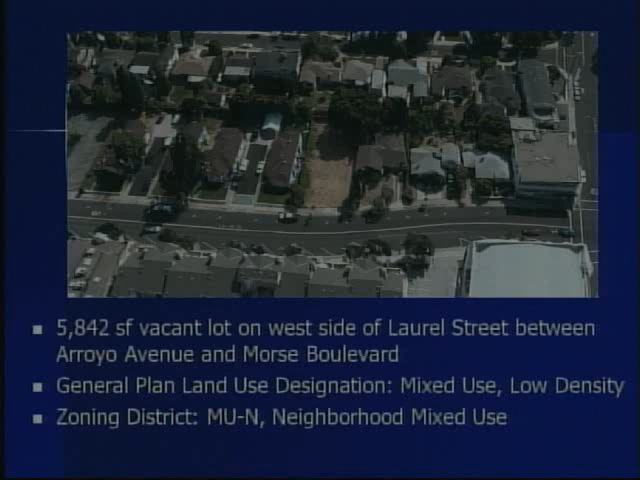 ▪ 5,842 sf vacant lot on west side of Laurel Street between
Arroyo Avenue and Morse Boulevard
▪ General Plan Land Use Designation: Mixed Use, Low Density
▪ Zoning District: MU-N, Neighborhood Mixed Use